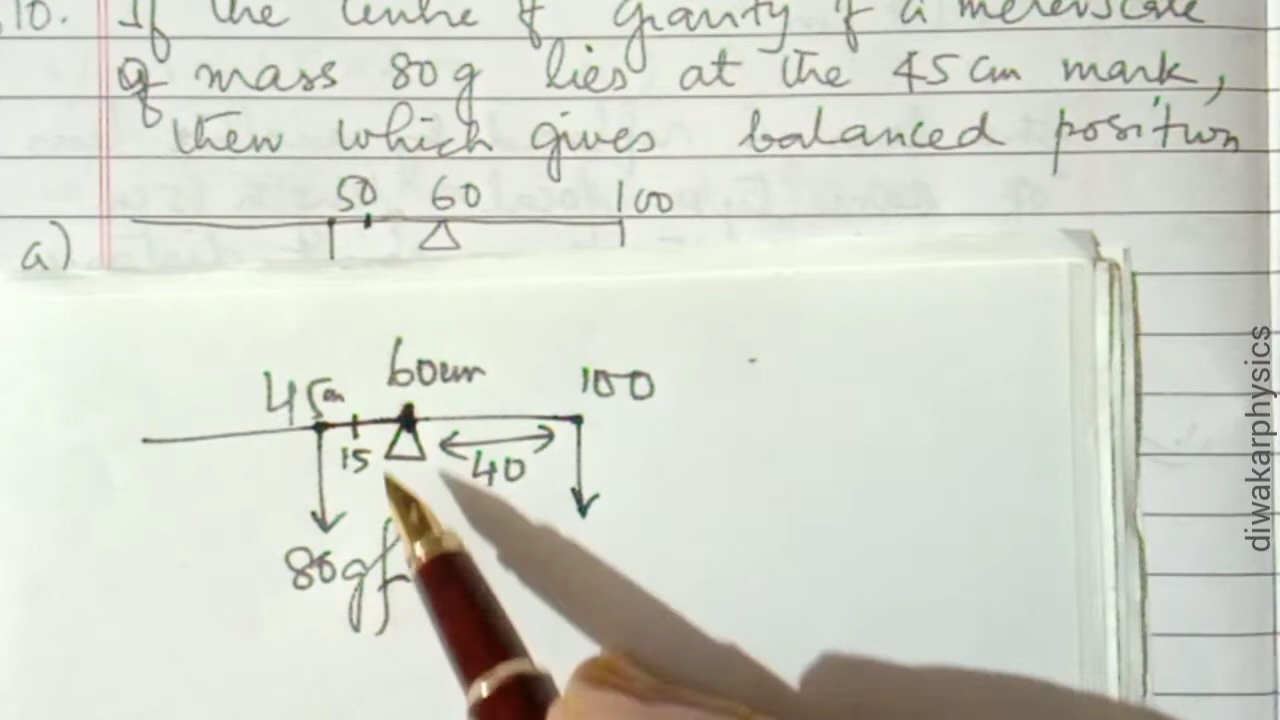 10. If the Centre of gravity of a meterscale
of mass 80g lies at the 45cm mark,
then which gives balanced position
50 60 100
a)
45cm 60cm 100
15 40
80gf
diwakarphysics